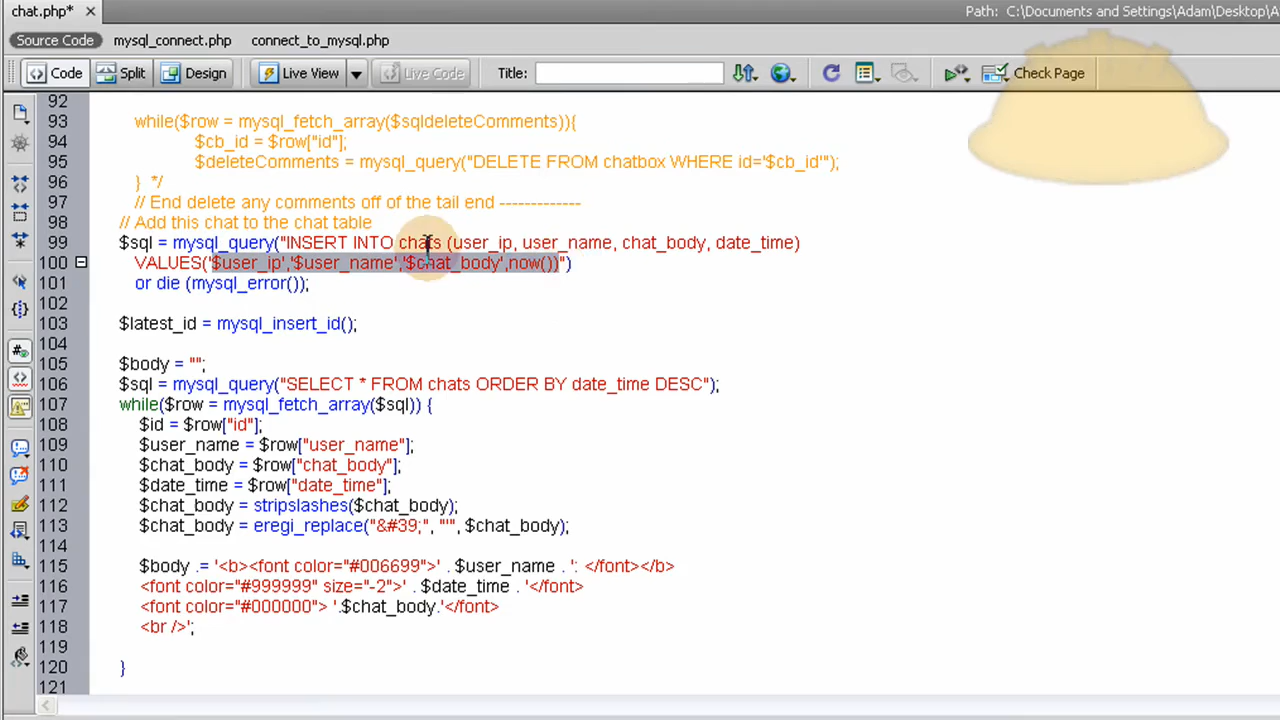 chat.php* ×
Path: C:\Documents and Settings\Adam\Desktop\A
Source Code mysql_connect.php connect_to_mysql.php
Code Split Design Live View Live Code Title: Check Page
92
93 while($row = mysql_fetch_array($sqldeleteComments)){
94 $cb_id = $row["id"];
95 $deleteComments = mysql_query("DELETE FROM chatbox WHERE id='$cb_id'");
96 } */
97 // End delete any comments off of the tail end -------------
98 // Add this chat to the chat table
99 $sql = mysql_query("INSERT INTO chats (user_ip, user_name, chat_body, date_time)
100 VALUES('$user_ip','$user_name','$chat_body',now())")
101 or die (mysql_error());
102
103 $latest_id = mysql_insert_id();
104
105 $body = "";
106 $sql = mysql_query("SELECT * FROM chats ORDER BY date_time DESC");
107 while($row = mysql_fetch_array($sql)) {
108 $id = $row["id"];
109 $user_name = $row["user_name"];
110 $chat_body = $row["chat_body"];
111 $date_time = $row["date_time"];
112 $chat_body = stripslashes($chat_body);
113 $chat_body = eregi_replace("&#39;", "'", $chat_body);
114
115 $body .= '<b><font color="#006699">' . $user_name . ': </font></b>
116 <font color="#999999" size="-2">' . $date_time . '</font>
117 <font color="#000000"> '.$chat_body.'</font>
118 <br />';
119
120 }
121